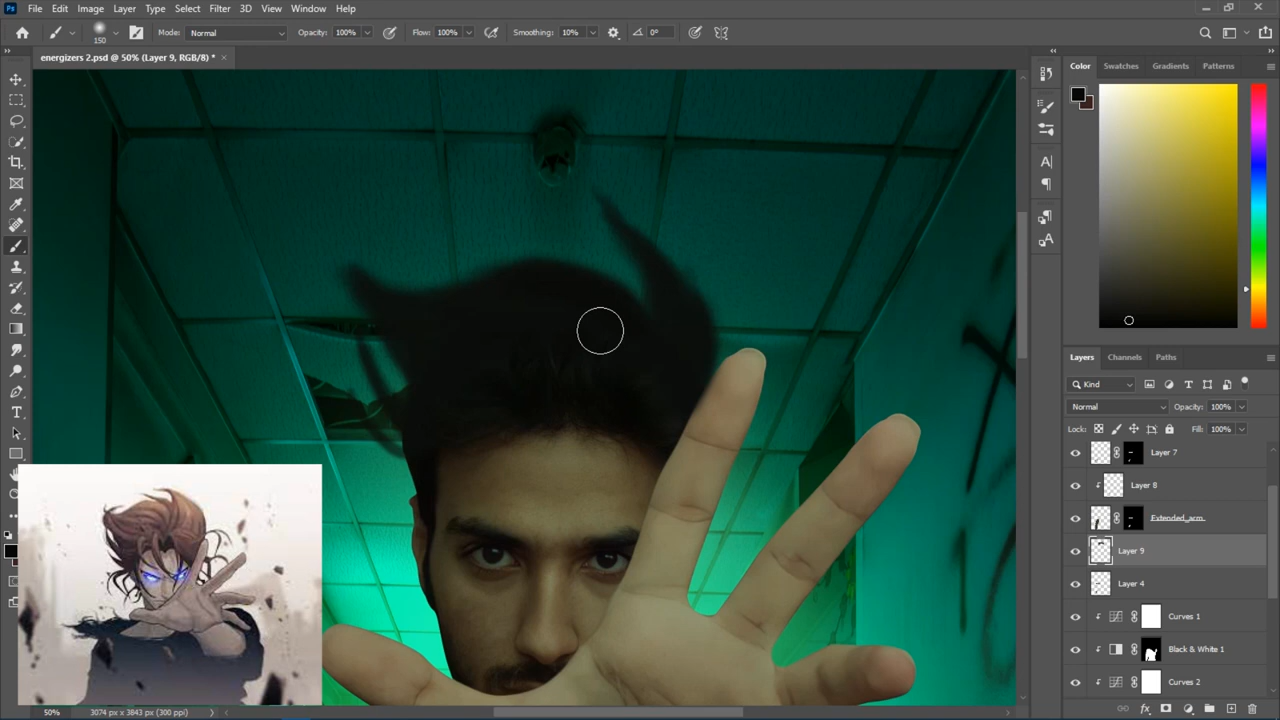 Ps File Edit Image Layer Type Select Filter 3D View Window Help
150 Mode: Normal Opacity: 100% Flow: 100% Smoothing: 10% 0°
energizers 2.psd @ 50% (Layer 9, RGB/8) *
Color Swatches Gradients Patterns
Layers Channels Paths
Kind
Normal Opacity: 100%
Lock: Fill: 100%
Layer 7
Layer 8
Extended_arm
Layer 9
Layer 4
Curves 1
Black & White 1
Curves 2
50% 3074 px x 3843 px (300 ppi)